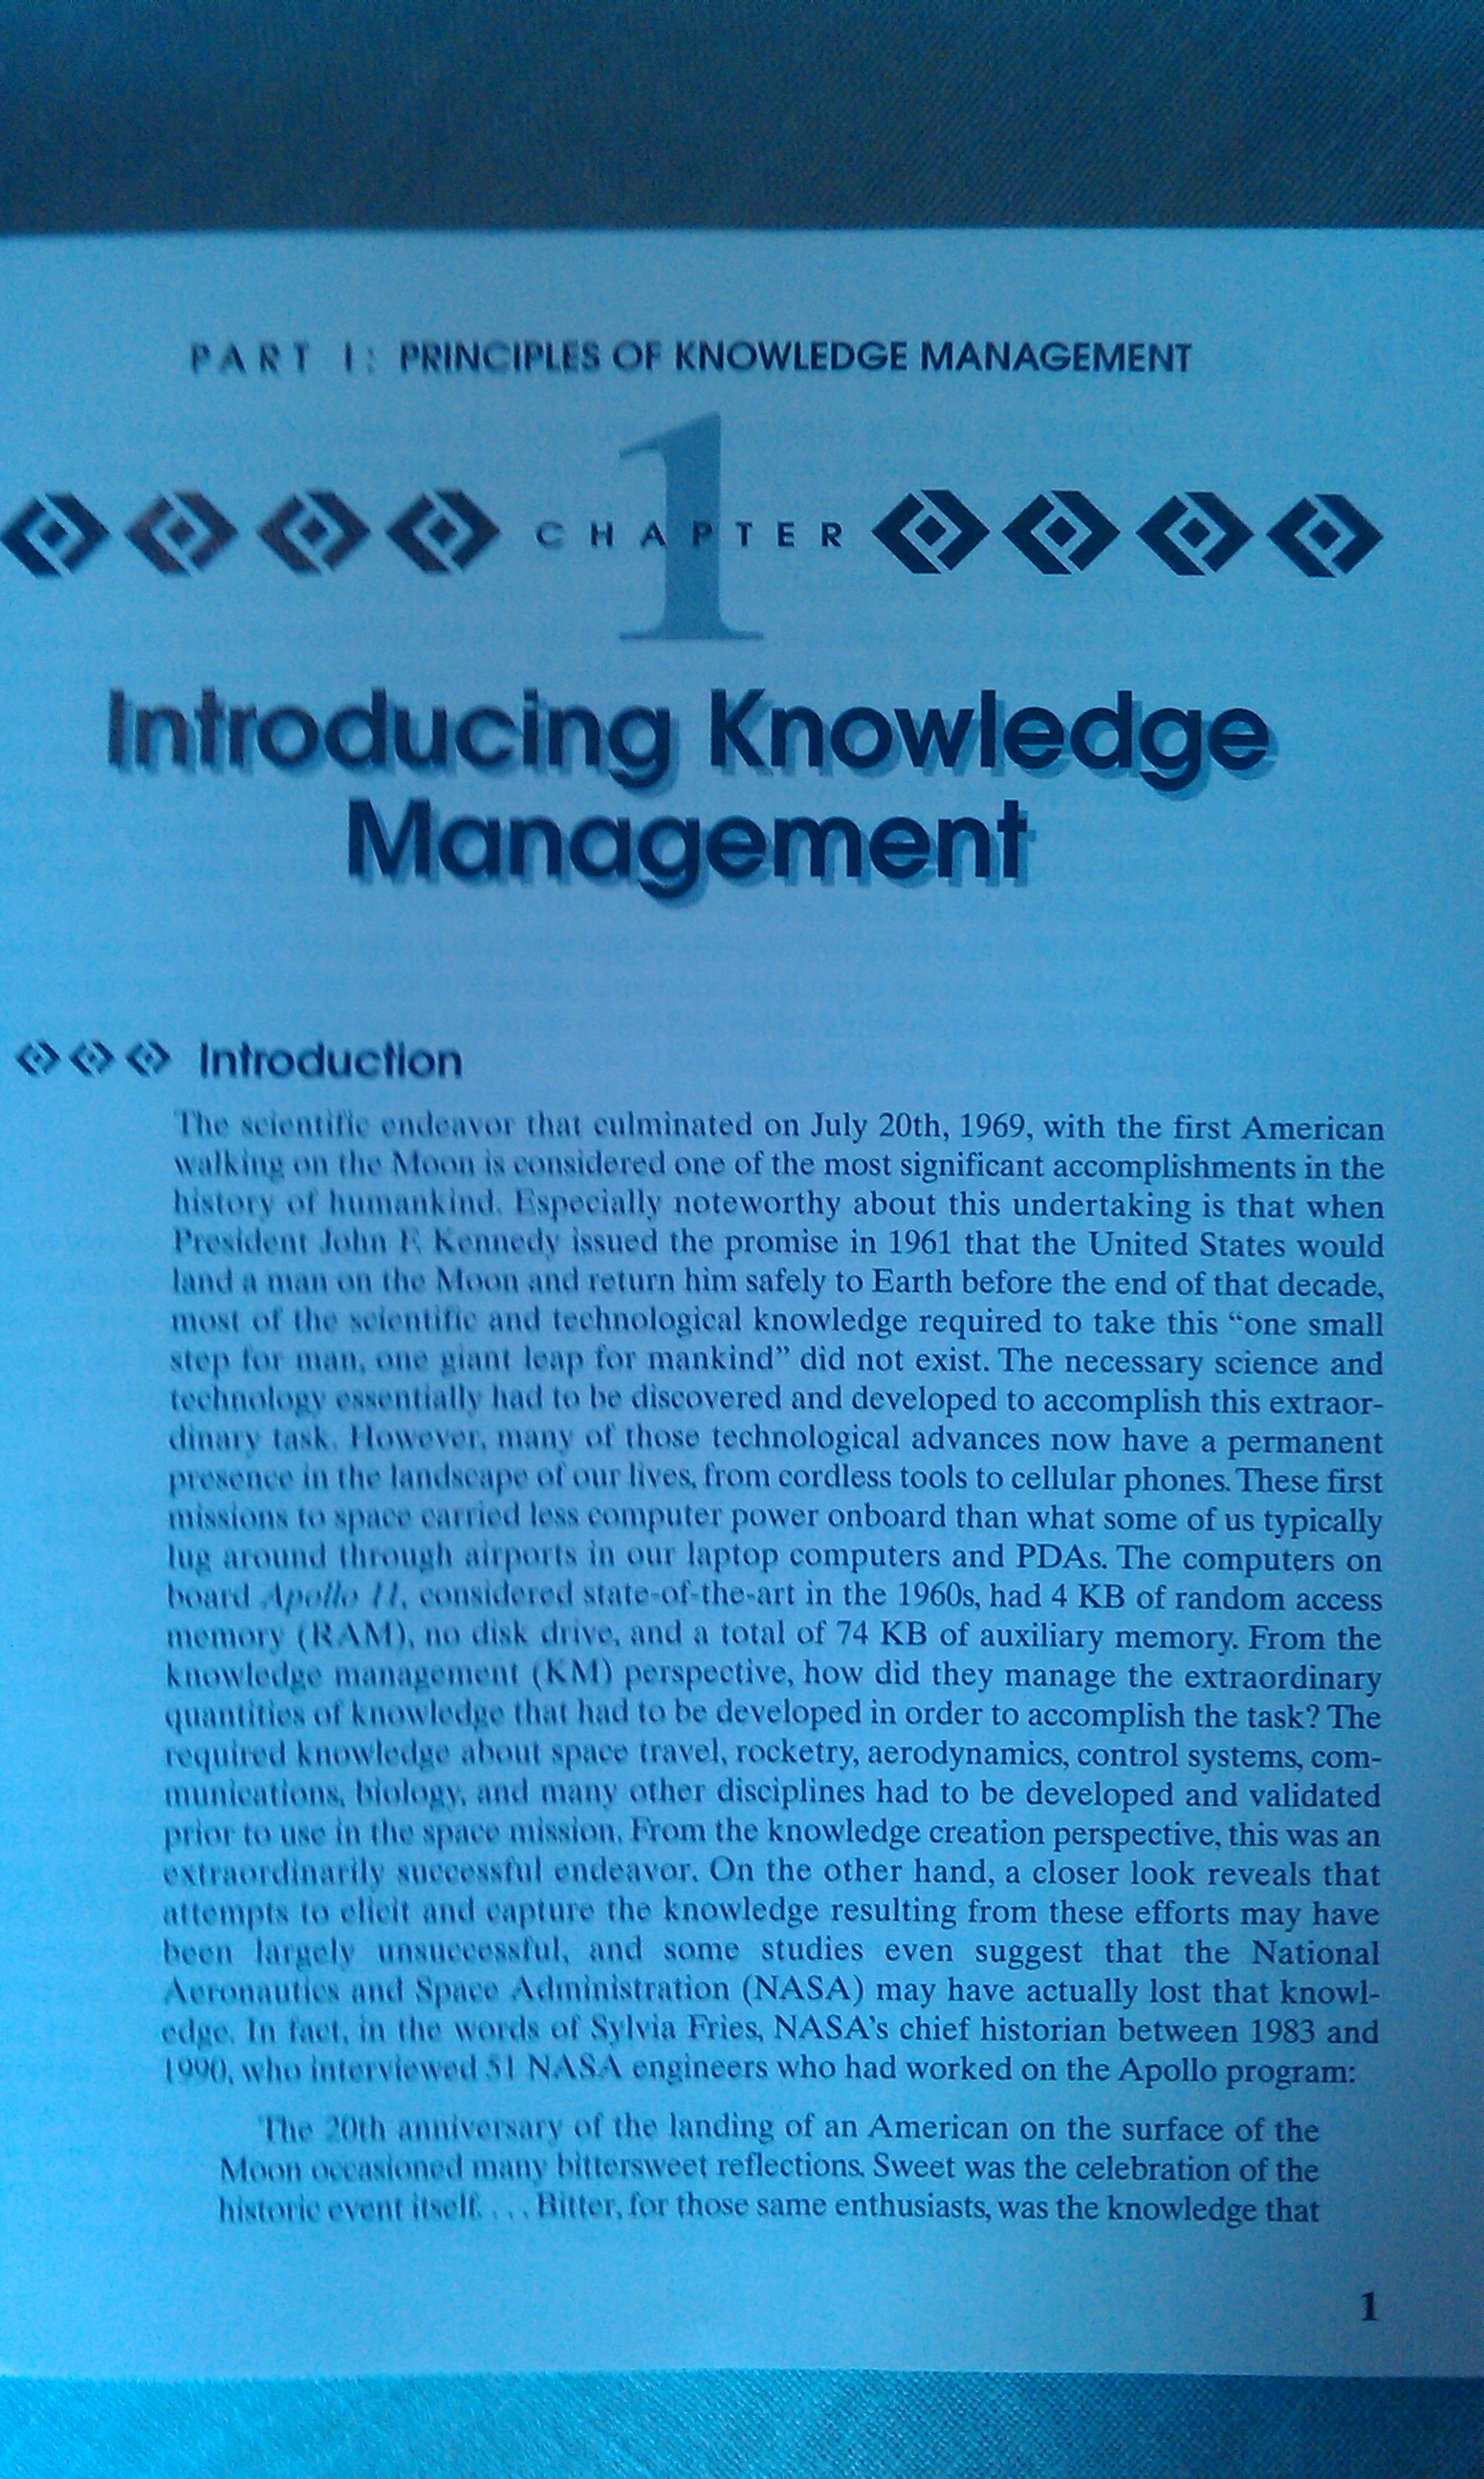 PART I: PRINCIPLES OF KNOWLEDGE MANAGEMENT
CHAPTER
1
Introducing Knowledge
Management
Introduction
The scientific endeavor that culminated on July 20th, 1969, with the first American
walking on the Moon is considered one of the most significant accomplishments in the
history of humankind. Especially noteworthy about this undertaking is that when
President John F. Kennedy issued the promise in 1961 that the United States would
land a man on the Moon and return him safely to Earth before the end of that decade,
most of the scientific and technological knowledge required to take this “one small
step for man, one giant leap for mankind” did not exist. The necessary science and
technology essentially had to be discovered and developed to accomplish this extraor-
dinary task. However, many of those technological advances now have a permanent
presence in the landscape of our lives, from cordless tools to cellular phones. These first
missions to space carried less computer power onboard than what some of us typically
lug around through airports in our laptop computers and PDAs. The computers on
board Apollo 11, considered state-of-the-art in the 1960s, had 4 KB of random access
memory (RAM), no disk drive, and a total of 74 KB of auxiliary memory. From the
knowledge management (KM) perspective, how did they manage the extraordinary
quantities of knowledge that had to be developed in order to accomplish the task? The
required knowledge about space travel, rocketry, aerodynamics, control systems, com-
munications, biology, and many other disciplines had to be developed and validated
prior to use in the space mission. From the knowledge creation perspective, this was an
extraordinarily successful endeavor. On the other hand, a closer look reveals that
attempts to elicit and capture the knowledge resulting from these efforts may have
been largely unsuccessful, and some studies even suggest that the National
Aeronautics and Space Administration (NASA) may have actually lost that knowl-
edge. In fact, in the words of Sylvia Fries, NASA’s chief historian between 1983 and
1990, who interviewed 51 NASA engineers who had worked on the Apollo program:
The 20th anniversary of the landing of an American on the surface of the
Moon occasioned many bittersweet reflections. Sweet was the celebration of the
historic event itself. . . . Bitter, for those same enthusiasts, was the knowledge that
1